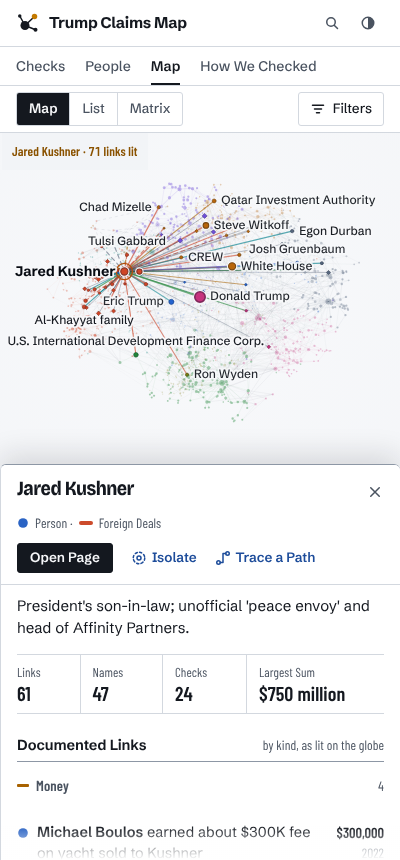 Trump Claims Map
Checks People Map How We Checked
Map List Matrix Filters
Jared Kushner · 71 links lit
Chad Mizelle
Qatar Investment Authority
Steve Witkoff
Egon Durban
Tulsi Gabbard
Josh Gruenbaum
CREW
White House
Jared Kushner
Eric Trump
Donald Trump
Al-Khayyat family
U.S. International Development Finance Corp.
Ron Wyden
Jared Kushner
Person · Foreign Deals
Open Page Isolate Trace a Path
President's son-in-law; unofficial 'peace envoy' and
head of Affinity Partners.
Links Names Checks Largest Sum
61 47 24 $750 million
Documented Links by kind, as lit on the globe
Money 4
Michael Boulos earned about $300K fee $300,000
on yacht sold to Kushner 2022